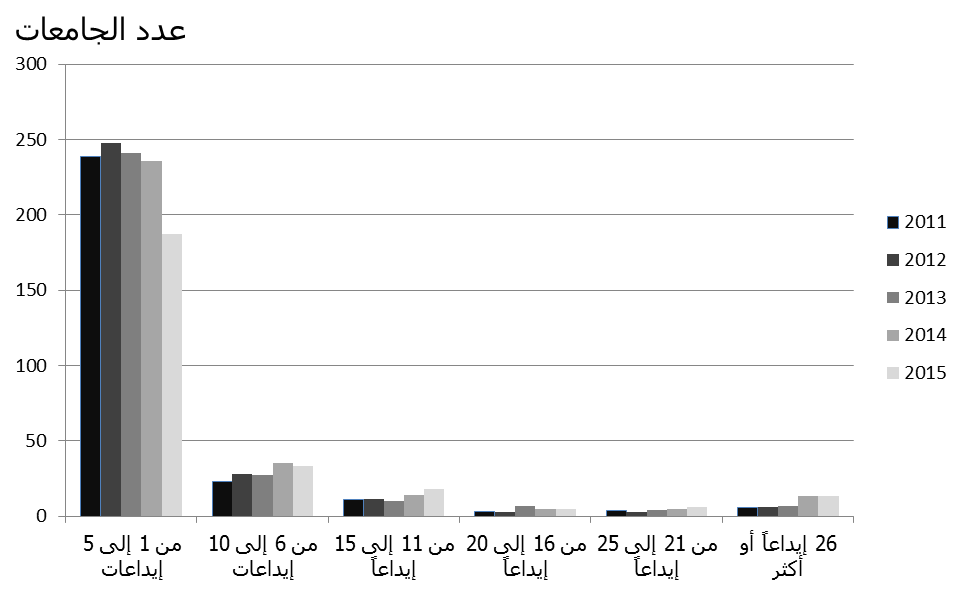 عدد الجامعات
300
250
200
150
100
50
0
من 1 إلى 5
إيداعات
من 6 إلى 10
إيداعات
من 11 إلى 15
إيداعاً
من 16 إلى 20
إيداعاً
من 21 إلى 25
إيداعاً
26 إيداعاً أو
أكثر
2011
2012
2013
2014
2015